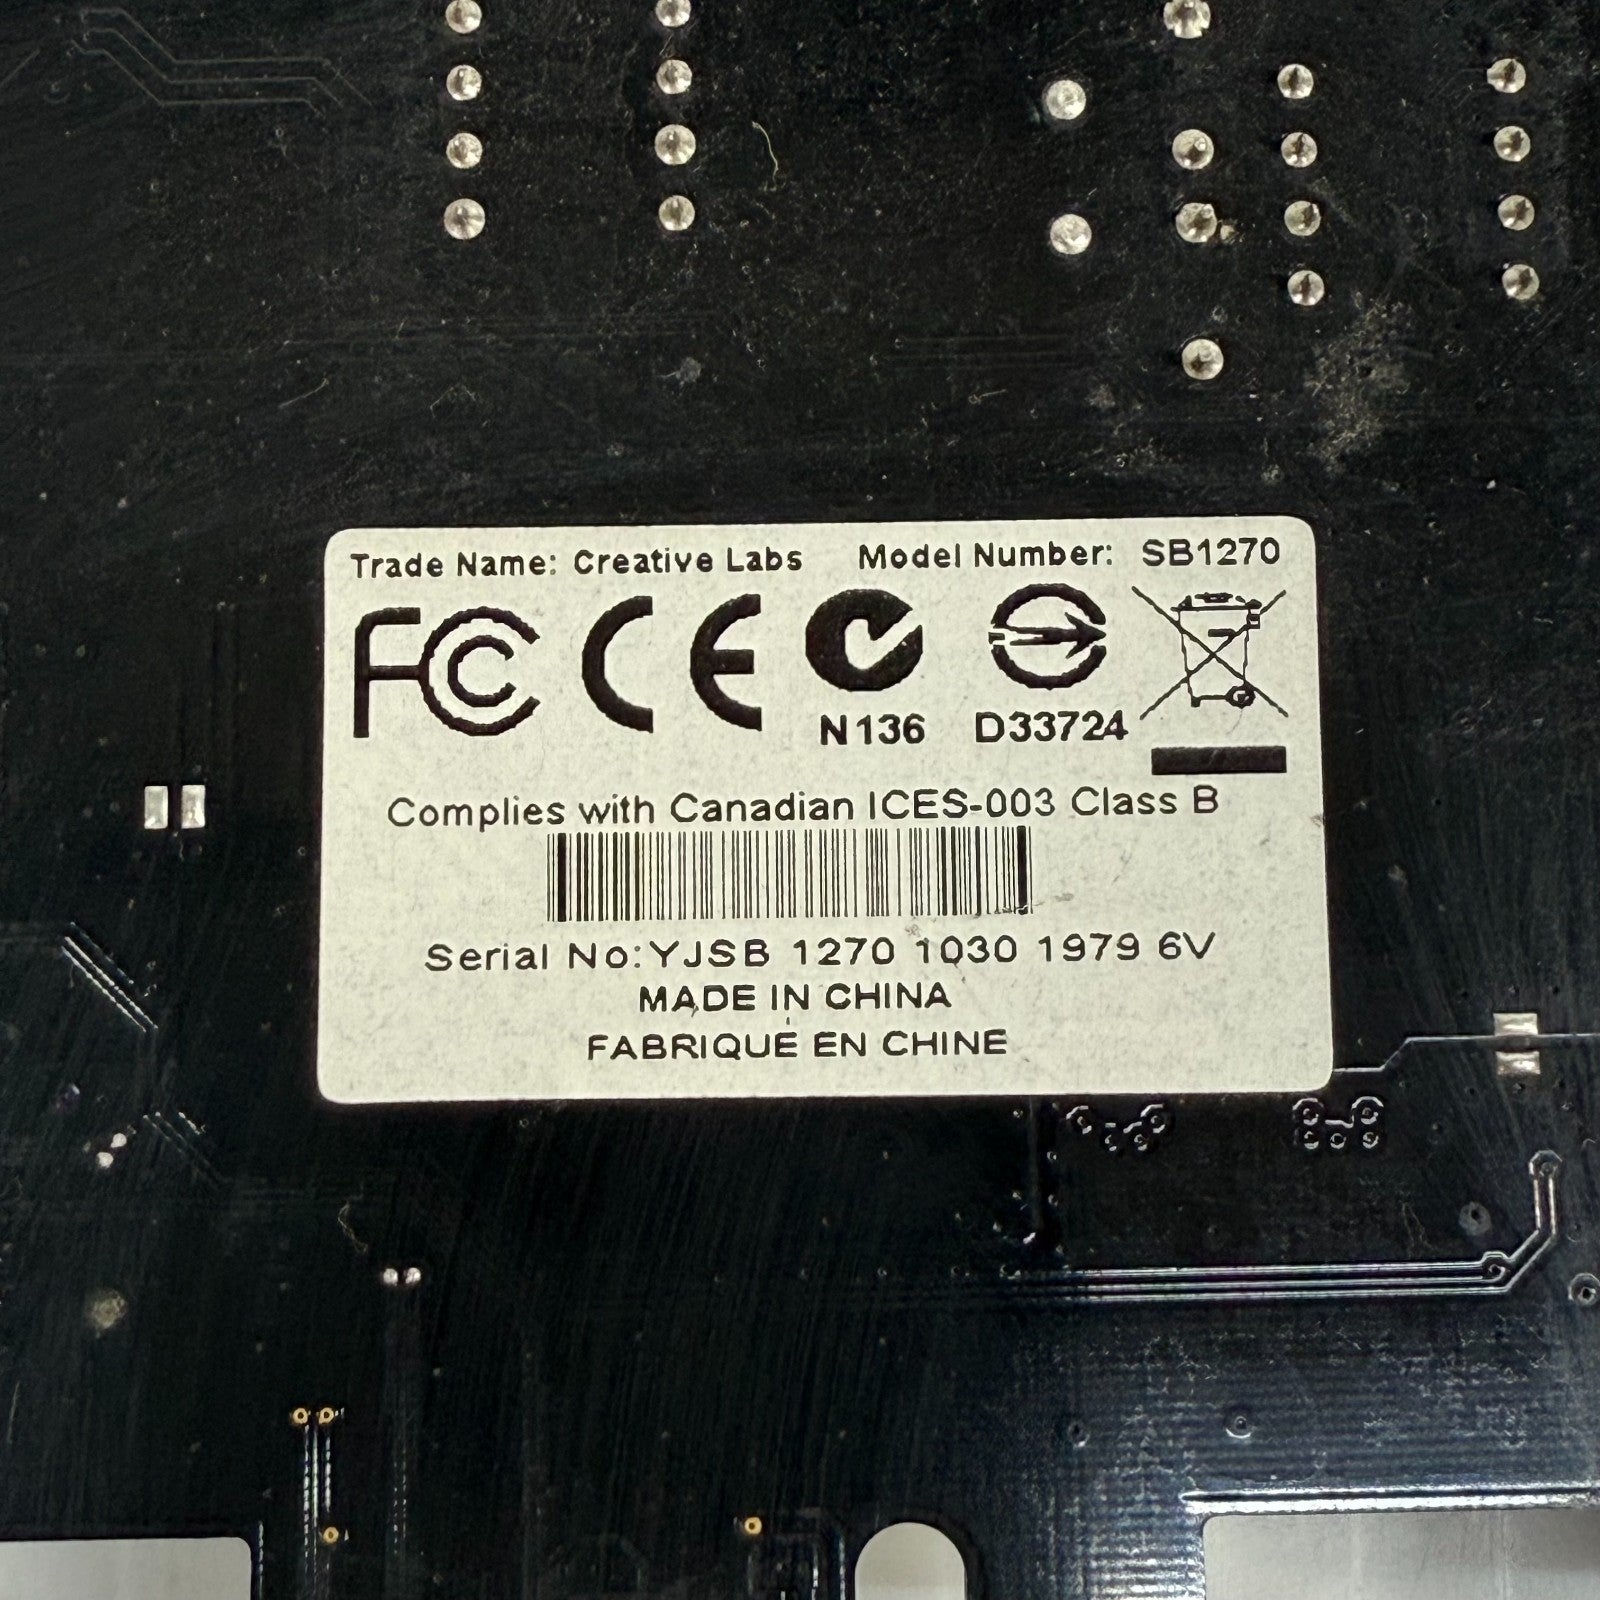 Trade Name: Creative Labs Model Number: SB1270
FC CE
N136 D33724
Complies with Canadian ICES-003 Class B
Serial No:YJSB 1270 1030 1979 6V
MADE IN CHINA
FABRIQUÉ EN CHINE